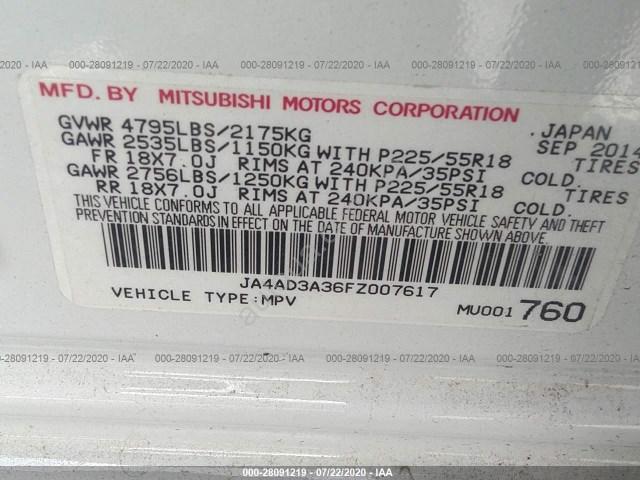 000-28091219 / 07/22/2020 - IAA
MFD. BY MITSUBISHI MOTORS CORPORATION
GVWR 4795LBS/2175KG
GAWR 2535LBS/1150KG WITH P225/55R18 TIRES
FR 18X7.0J RIMS AT 240KPA/35PSI COLD.
GAWR 2756LBS/1250KG WITH P225/55R18 TIRES
RR 18X7.0J RIMS AT 240KPA/35PSI COLD.
, JAPAN
SEP 2014
THIS VEHICLE CONFORMS TO ALL APPLICABLE FEDERAL MOTOR VEHICLE SAFETY AND THEFT
PREVENTION STANDARDS IN EFFECT ON THE DATE OF MANUFACTURE SHOWN ABOVE.
JA4AD3A36FZ007617
VEHICLE TYPE:MPV
MU001760
000-28091219 / 07/22/2020 - IAA
000-28091219 / 07/22/2020 - IAA